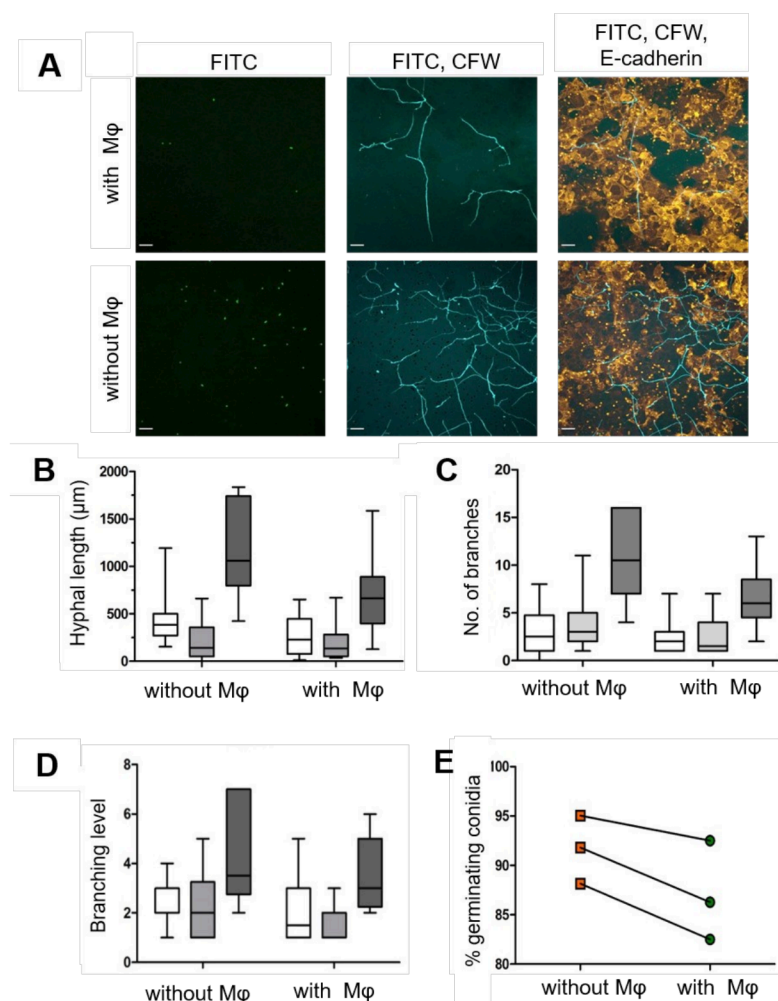 A
FITC
FITC, CFW
FITC, CFW,
E-cadherin
with Mφ
without Mφ
B
Hyphal length (µm)
2000
1500
1000
500
0
without Mφ
with Mφ
C
No. of branches
20
15
10
5
0
without Mφ
with Mφ
D
Branching level
8
6
4
2
0
without Mφ
with Mφ
E
% germinating conidia
100
95
90
85
80
without Mφ
with Mφ